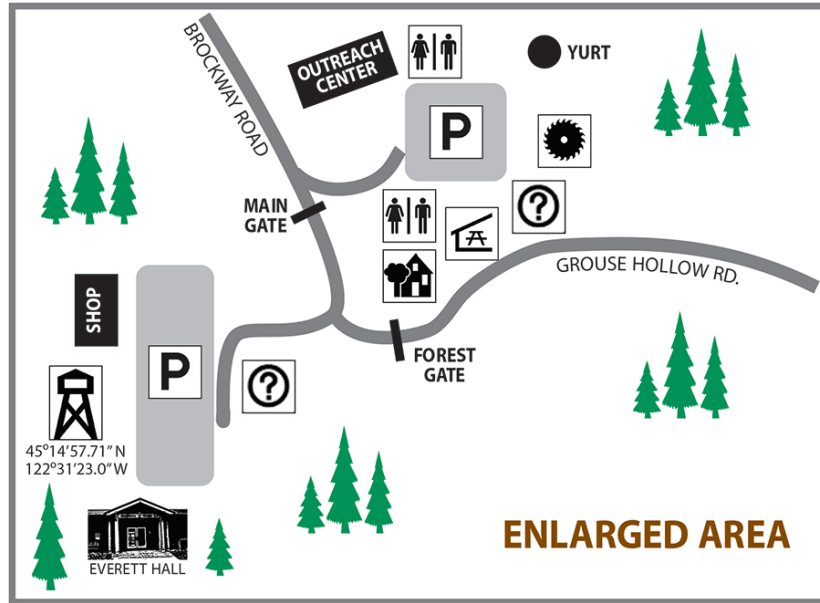 BROCKWAY ROAD
OUTREACH
CENTER
YURT
P
MAIN
GATE
?
GROUSE HOLLOW RD.
SHOP
P
FOREST
GATE
?
45°14'57.71" N
122°31'23.0" W
EVERETT HALL
ENLARGED AREA